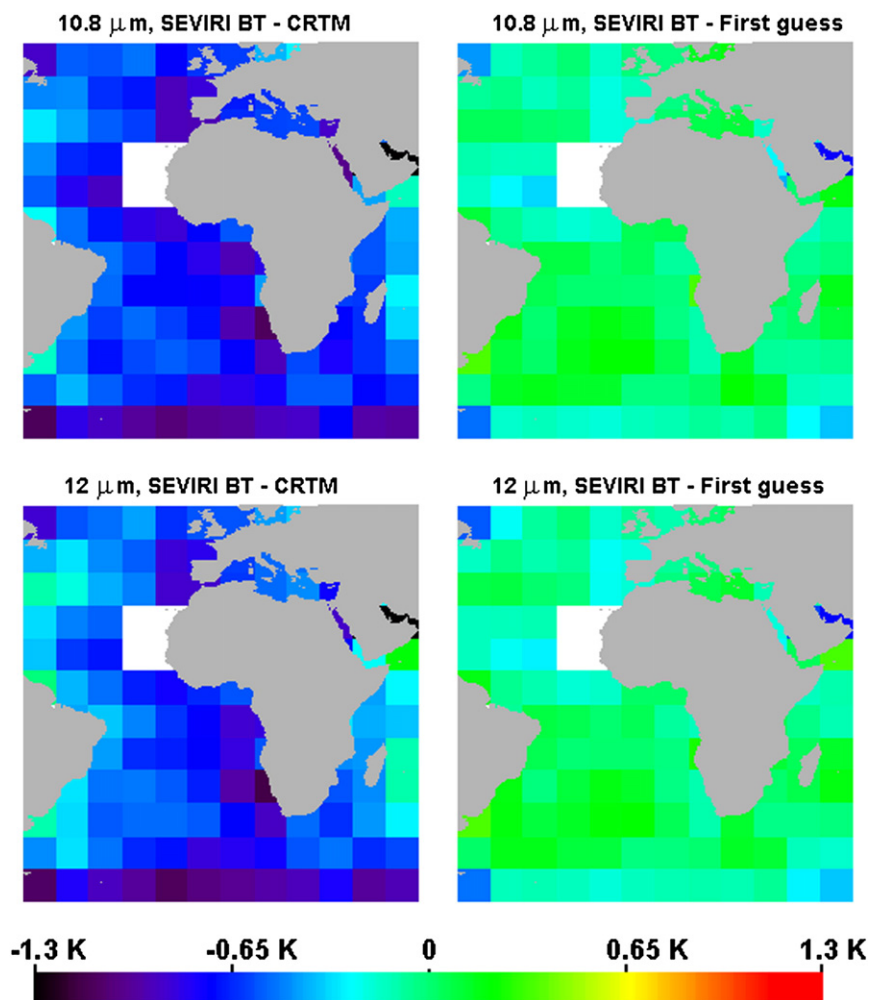 10.8 μm, SEVIRI BT - CRTM
10.8 μm, SEVIRI BT - First guess
12 μm, SEVIRI BT - CRTM
12 μm, SEVIRI BT - First guess
-1.3 K -0.65 K 0 0.65 K 1.3 K